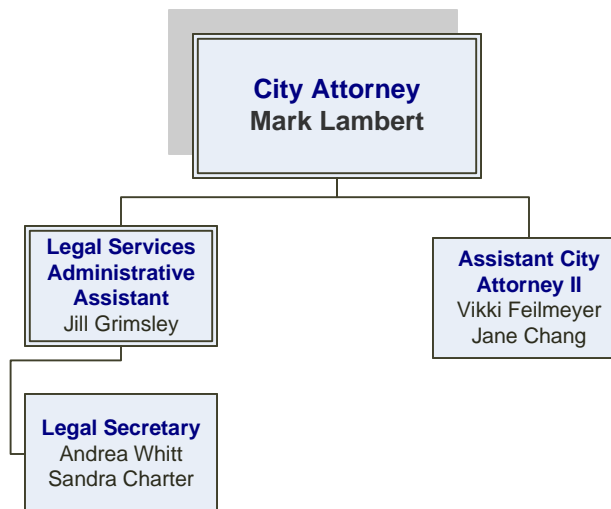 City Attorney
Mark Lambert
Legal Services
Administrative
Assistant
Jill Grimsley
Assistant City
Attorney II
Vikki Feilmeyer
Jane Chang
Legal Secretary
Andrea Whitt
Sandra Charter